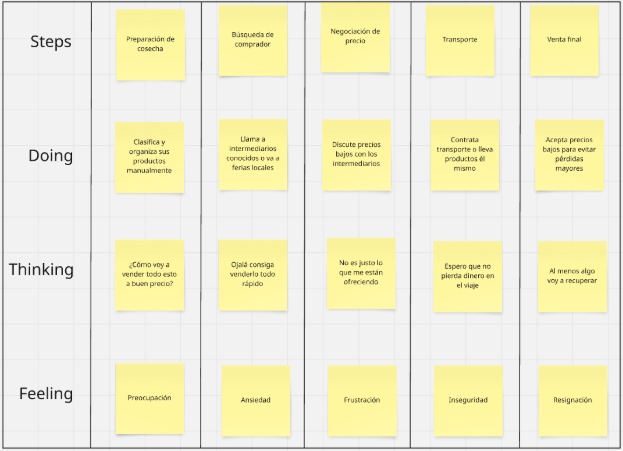 Steps
Preparación de
cosecha
Búsqueda de
comprador
Negociación de
precio
Transporte
Venta final
Doing
Clasifica y
organiza sus
productos
manualmente
Llama a
intermediarios
conocidos o va a
ferias locales
Discute precios
bajos con los
intermediarios
Contrata
transporte o lleva
productos él
mismo
Acepta precios
bajos para evitar
pérdidas
mayores
Thinking
¿Cómo voy a
vender todo esto
a buen precio?
Ojalá consiga
venderlo todo
rápido
No es justo lo
que me están
ofreciendo
Espero que no
pierda dinero en
el viaje
Al menos algo
voy a recuperar
Feeling
Preocupación
Ansiedad
Frustración
Inseguridad
Resignación